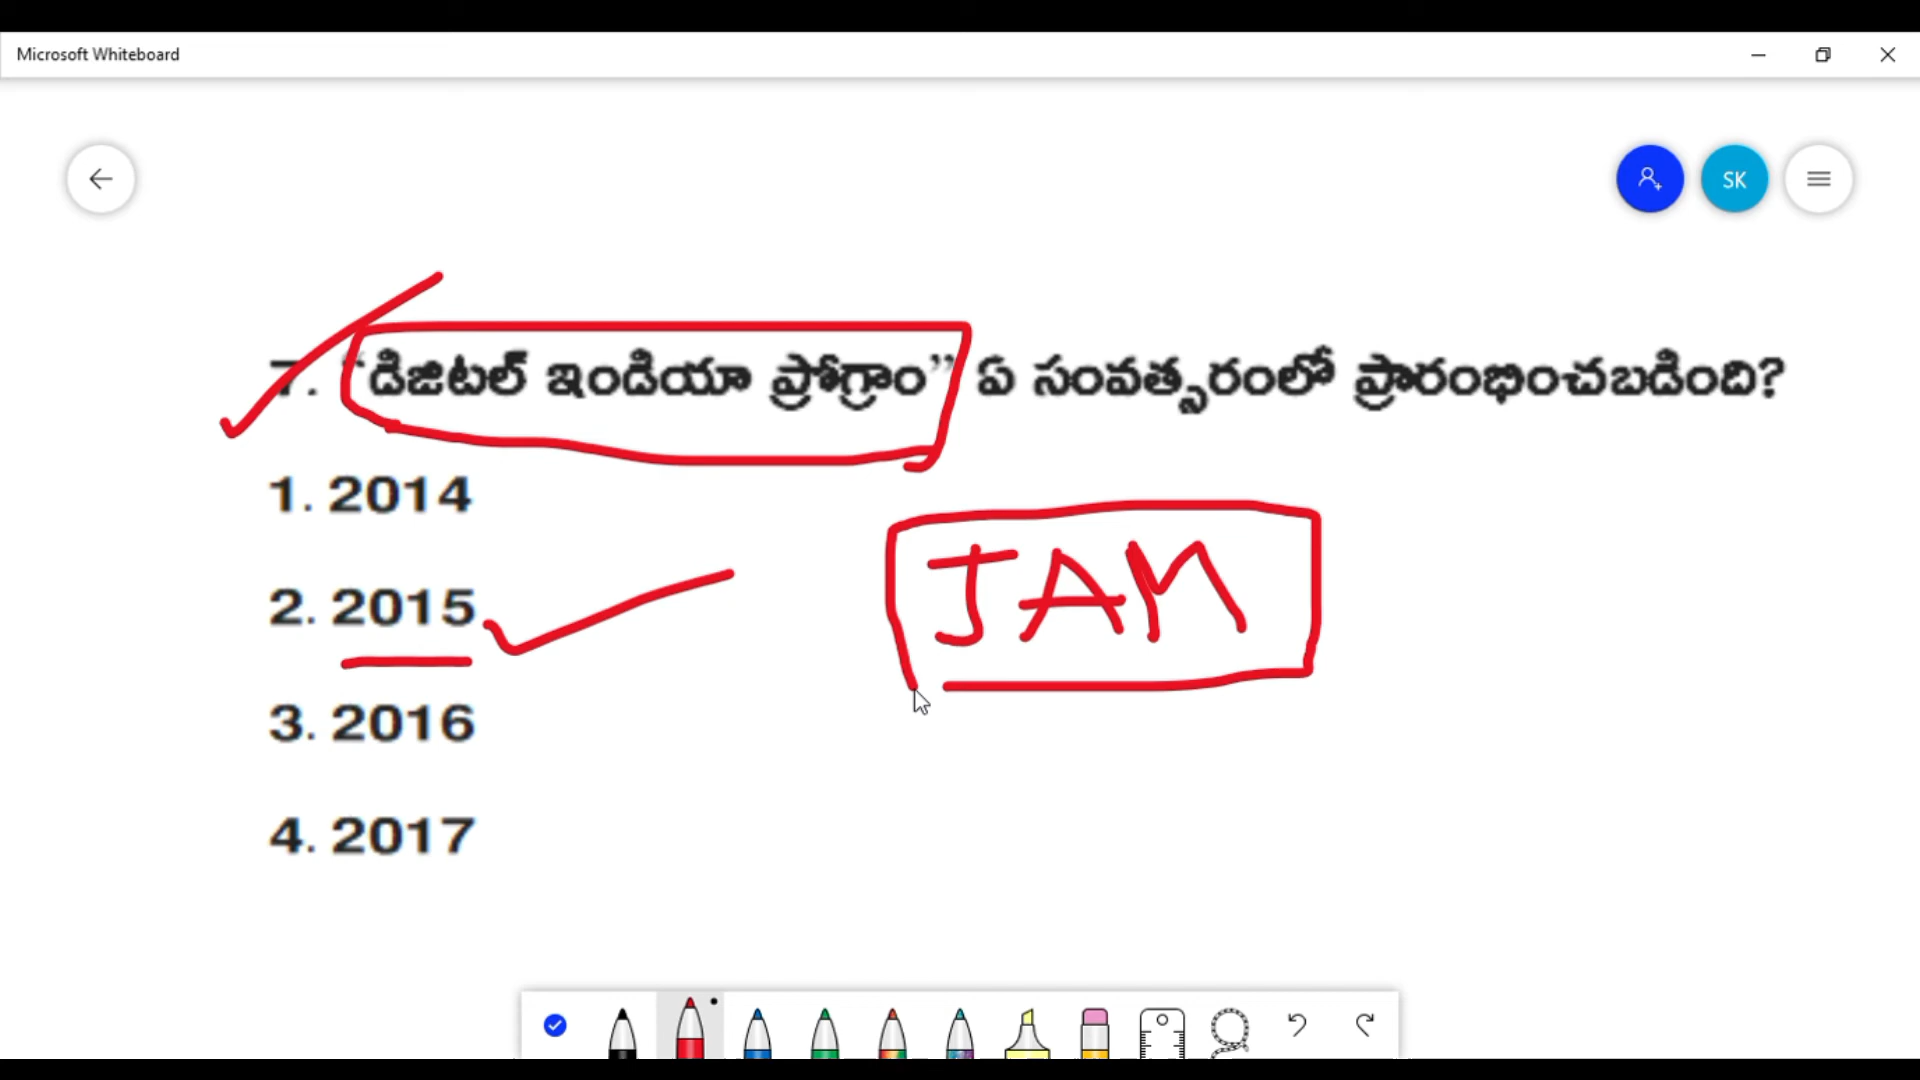 Microsoft Whiteboard
SK
7. “డిజిటల్ ఇండియా ప్రోగ్రాం” ఏ సంవత్సరంలో ప్రారంభించబడింది?
1. 2014
2. 2015
JAM
3. 2016
4. 2017